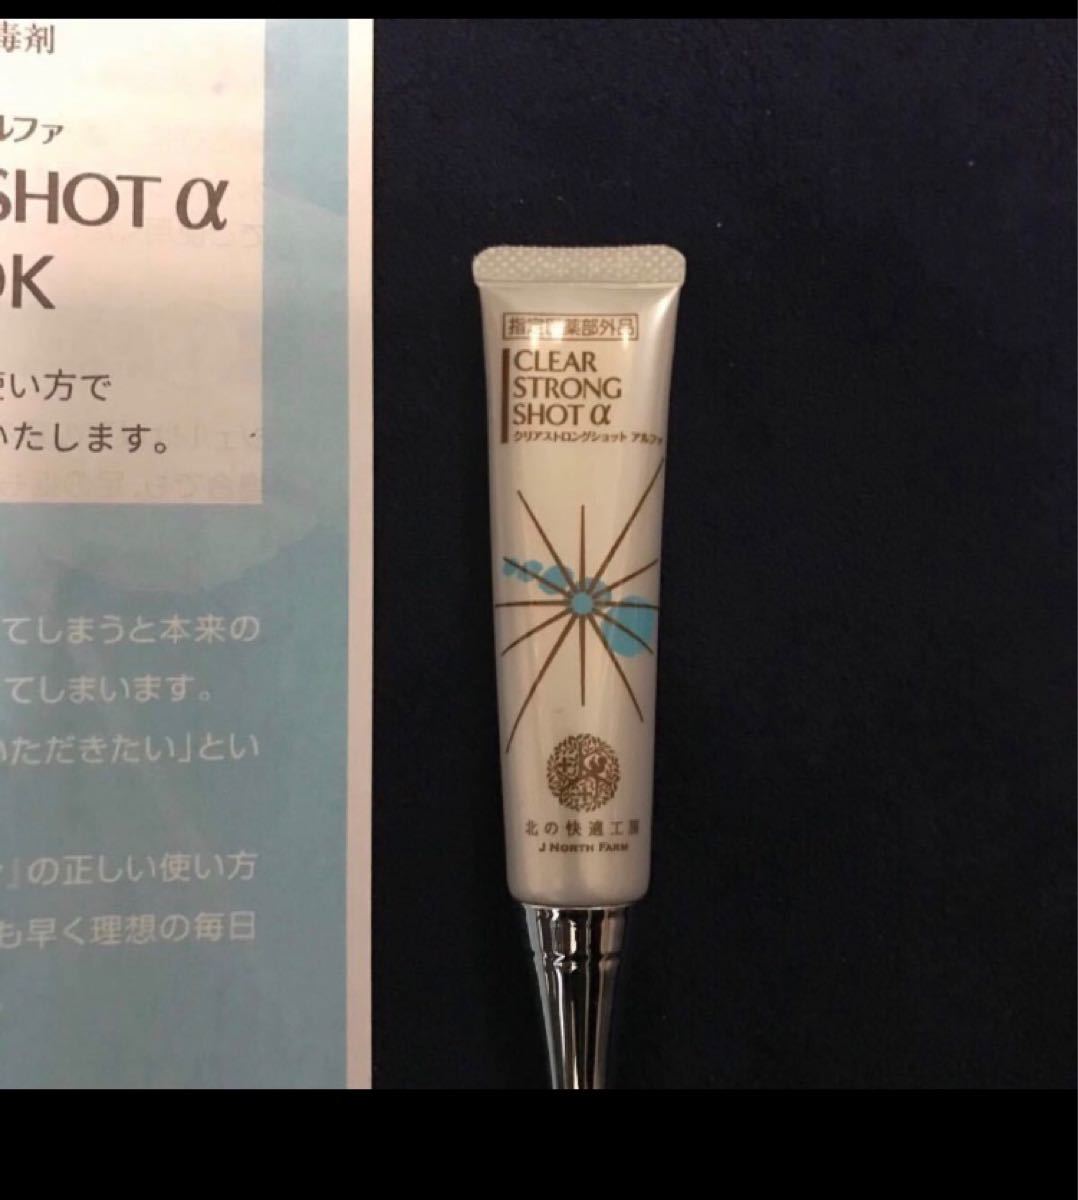 毒剤
ルファ
SHOT α
OK
使い方で
いたします。
てしまうと本来の
てしまいます。
いただきたい」とい
』の正しい使い方
も早く理想の毎日
指定医薬部外品
CLEAR
STRONG
SHOT α
クリアストロングショット アルファ
北の快適工房
J NORTH FARM